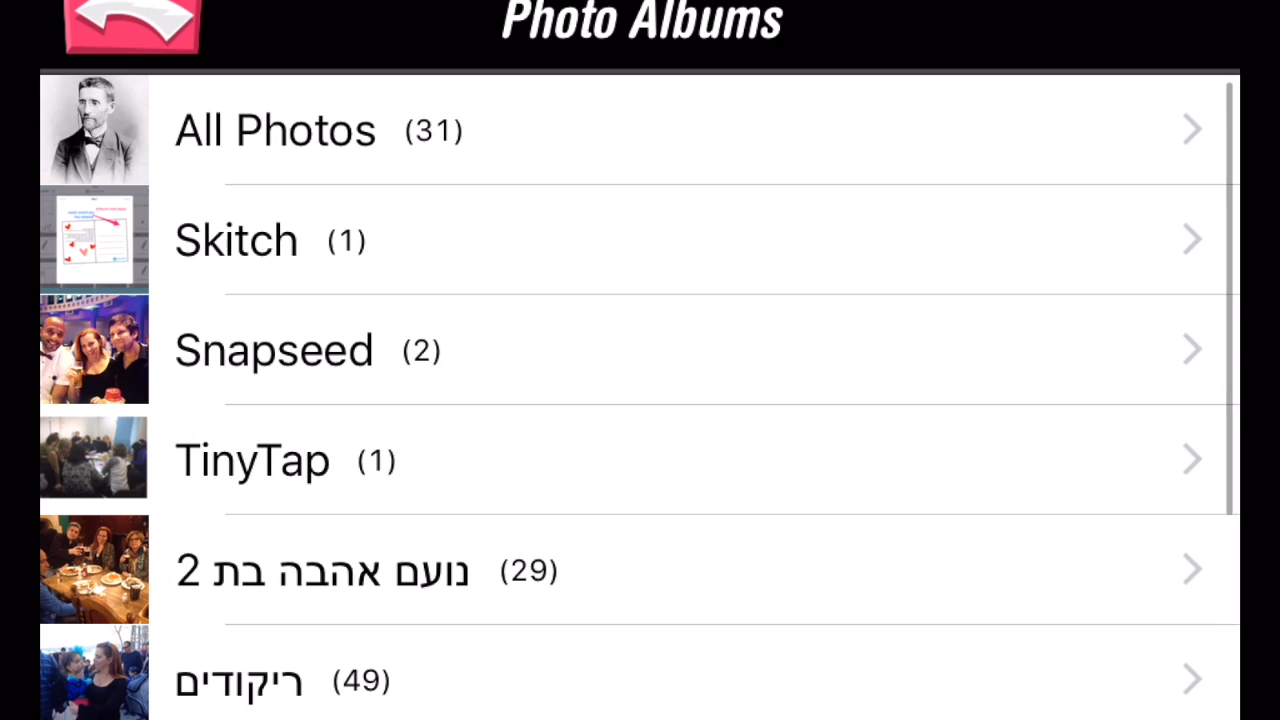 Photo Albums
All Photos (31)
Skitch (1)
Snapseed (2)
TinyTap (1)
נועם אהבה בת 2 (29)
ריקודים (49)